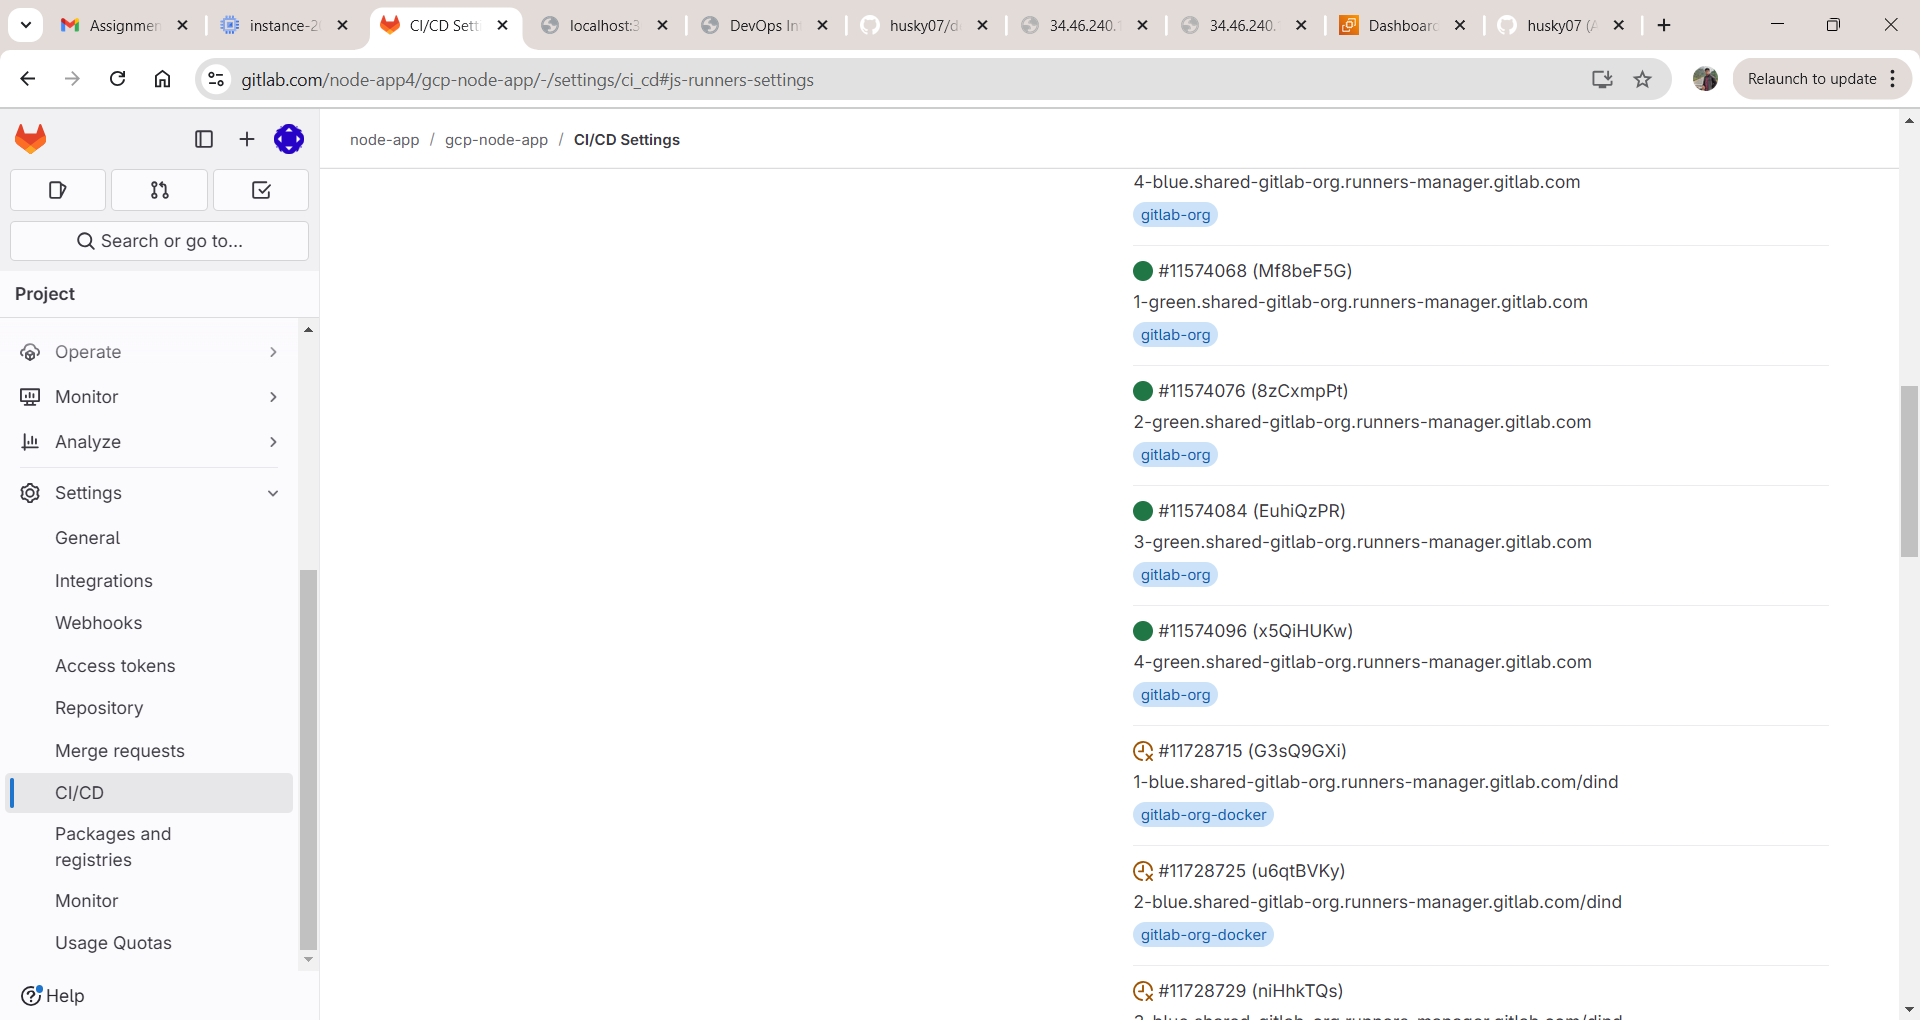 Assignmen
instance-20
CI/CD Setti
localhost:3
DevOps Int
husky07/de
34.46.240.1
34.46.240.
Dashboard
husky07 (A
gitlab.com/node-app4/gcp-node-app/-/settings/ci_cd#js-runners-settings
Relaunch to update
node-app / gcp-node-app / CI/CD Settings
Search or go to...
Project
Operate
Monitor
Analyze
Settings
General
Integrations
Webhooks
Access tokens
Repository
Merge requests
CI/CD
Packages and
registries
Monitor
Usage Quotas
Help
4-blue.shared-gitlab-org.runners-manager.gitlab.com
gitlab-org
#11574068 (Mf8beF5G)
1-green.shared-gitlab-org.runners-manager.gitlab.com
gitlab-org
#11574076 (8zCxmpPt)
2-green.shared-gitlab-org.runners-manager.gitlab.com
gitlab-org
#11574084 (EuhiQzPR)
3-green.shared-gitlab-org.runners-manager.gitlab.com
gitlab-org
#11574096 (x5QiHUKw)
4-green.shared-gitlab-org.runners-manager.gitlab.com
gitlab-org
#11728715 (G3sQ9GXi)
1-blue.shared-gitlab-org.runners-manager.gitlab.com/dind
gitlab-org-docker
#11728725 (u6qtBVKy)
2-blue.shared-gitlab-org.runners-manager.gitlab.com/dind
gitlab-org-docker
#11728729 (niHhkTQs)